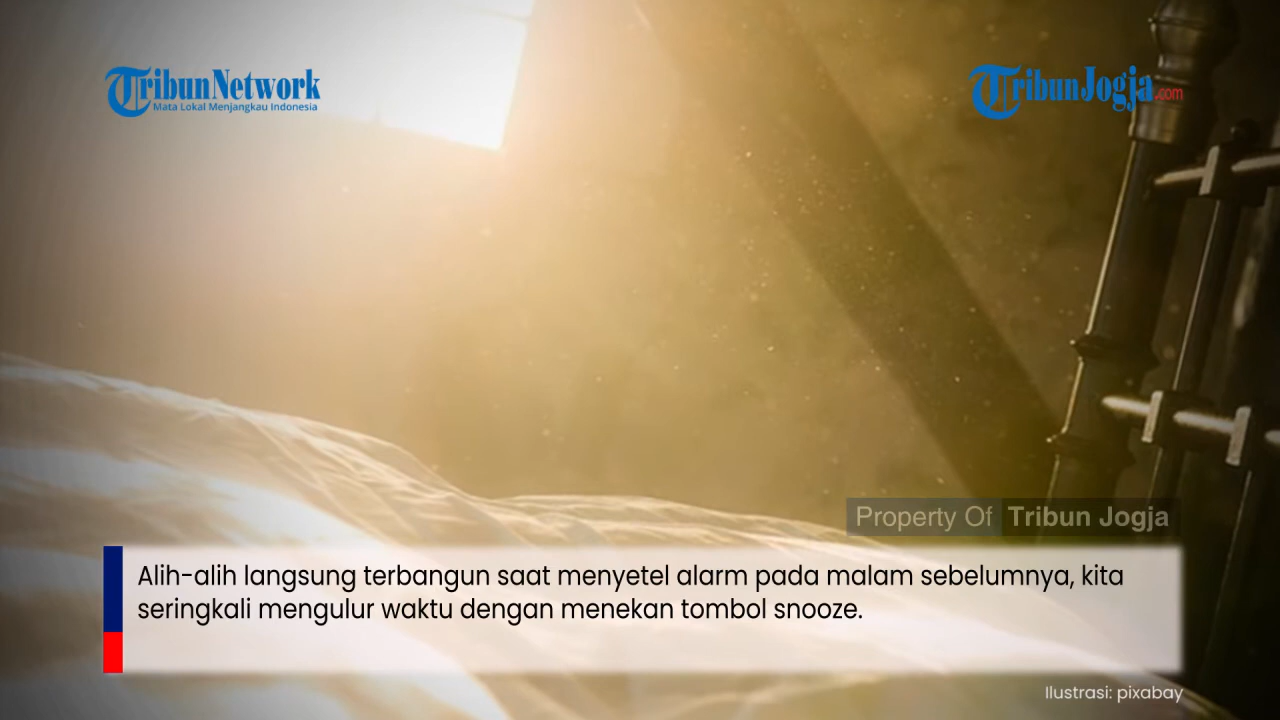 TribunNetwork
Mata Lokal Menjangkau Indonesia
TribunJogja.com
Property Of Tribun Jogja
Alih-alih langsung terbangun saat menyetel alarm pada malam sebelumnya, kita
seringkali mengulur waktu dengan menekan tombol snooze.
Ilustrasi: pixabay